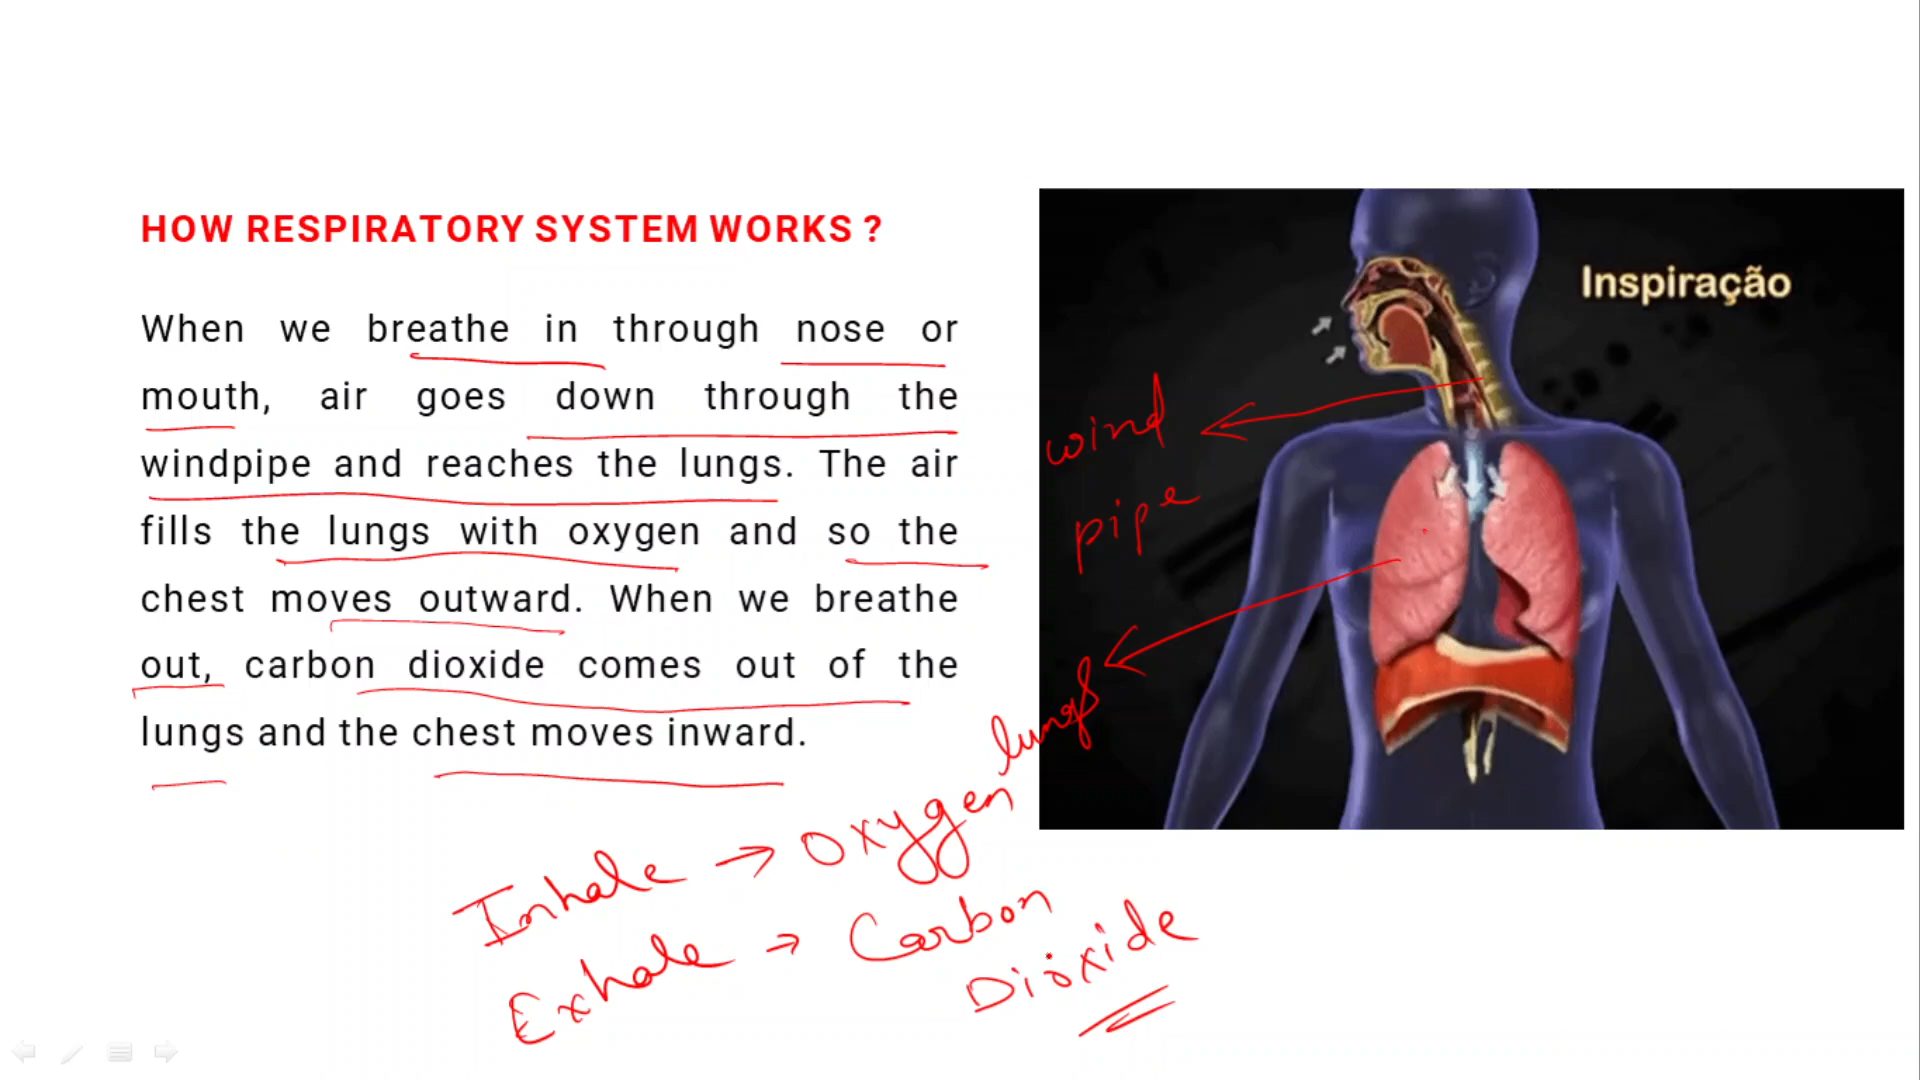 HOW RESPIRATORY SYSTEM WORKS ?
When we breathe in through nose or
mouth, air goes down through the
windpipe and reaches the lungs. The air
fills the lungs with oxygen and so the
chest moves outward. When we breathe
out, carbon dioxide comes out of the
lungs and the chest moves inward.
Inspiração
wind
pipe
lungs
Inhale → Oxygen
Exhale → Carbon
Dioxide